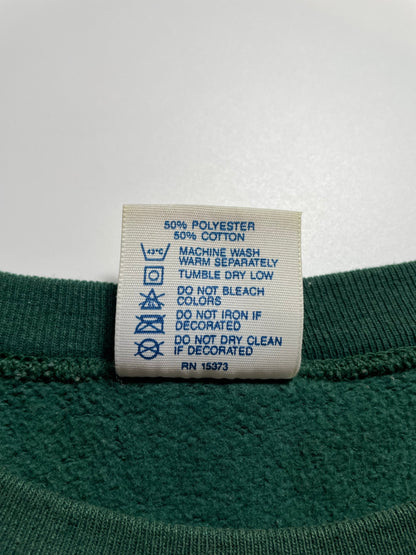 50% POLYESTER
50% COTTON
43°C
MACHINE WASH
WARM SEPARATELY
TUMBLE DRY LOW
DO NOT BLEACH
COLORS
DO NOT IRON IF
DECORATED
DO NOT DRY CLEAN
IF DECORATED
RN 15373